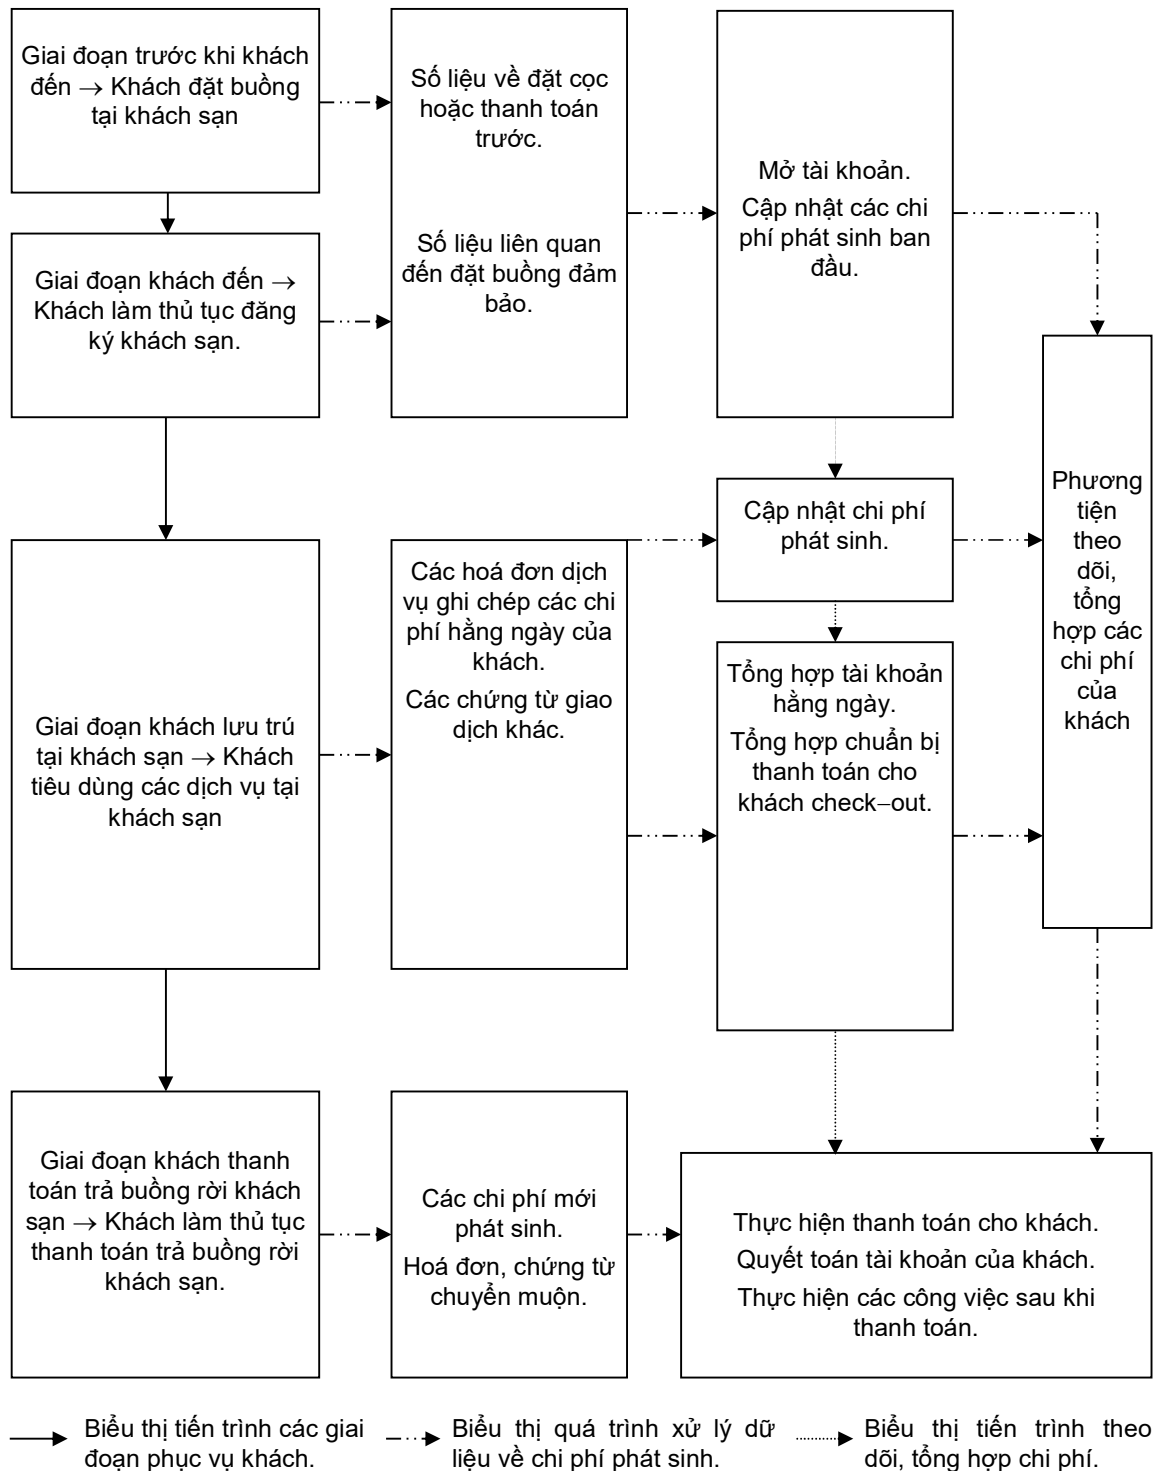 Giai đoạn trước khi khách
đến → Khách đặt buồng
tại khách sạn
Số liệu về đặt cọc
hoặc thanh toán
trước.
Số liệu liên quan
đến đặt buồng đảm
bảo.
Mở tài khoản.
Cập nhật các chi
phí phát sinh ban
đầu.
Giai đoạn khách đến →
Khách làm thủ tục đăng
ký khách sạn.
Phương
tiện
theo
dõi,
tổng
hợp các
chi phí
của
khách
Cập nhật chi phí
phát sinh.
Giai đoạn khách lưu trú
tại khách sạn → Khách
tiêu dùng các dịch vụ tại
khách sạn
Các hoá đơn dịch
vụ ghi chép các chi
phí hằng ngày của
khách.
Các chứng từ giao
dịch khác.
Tổng hợp tài khoản
hằng ngày.
Tổng hợp chuẩn bị
thanh toán cho
khách check–out.
Giai đoạn khách thanh
toán trả buồng rời khách
sạn → Khách làm thủ tục
thanh toán trả buồng rời
khách sạn.
Các chi phí mới
phát sinh.
Hoá đơn, chứng từ
chuyển muộn.
Thực hiện thanh toán cho khách.
Quyết toán tài khoản của khách.
Thực hiện các công việc sau khi
thanh toán.
Biểu thị tiến trình các giai
đoạn phục vụ khách.
Biểu thị quá trình xử lý dữ
liệu về chi phí phát sinh.
Biểu thị tiến trình theo
dõi, tổng hợp chi phí.